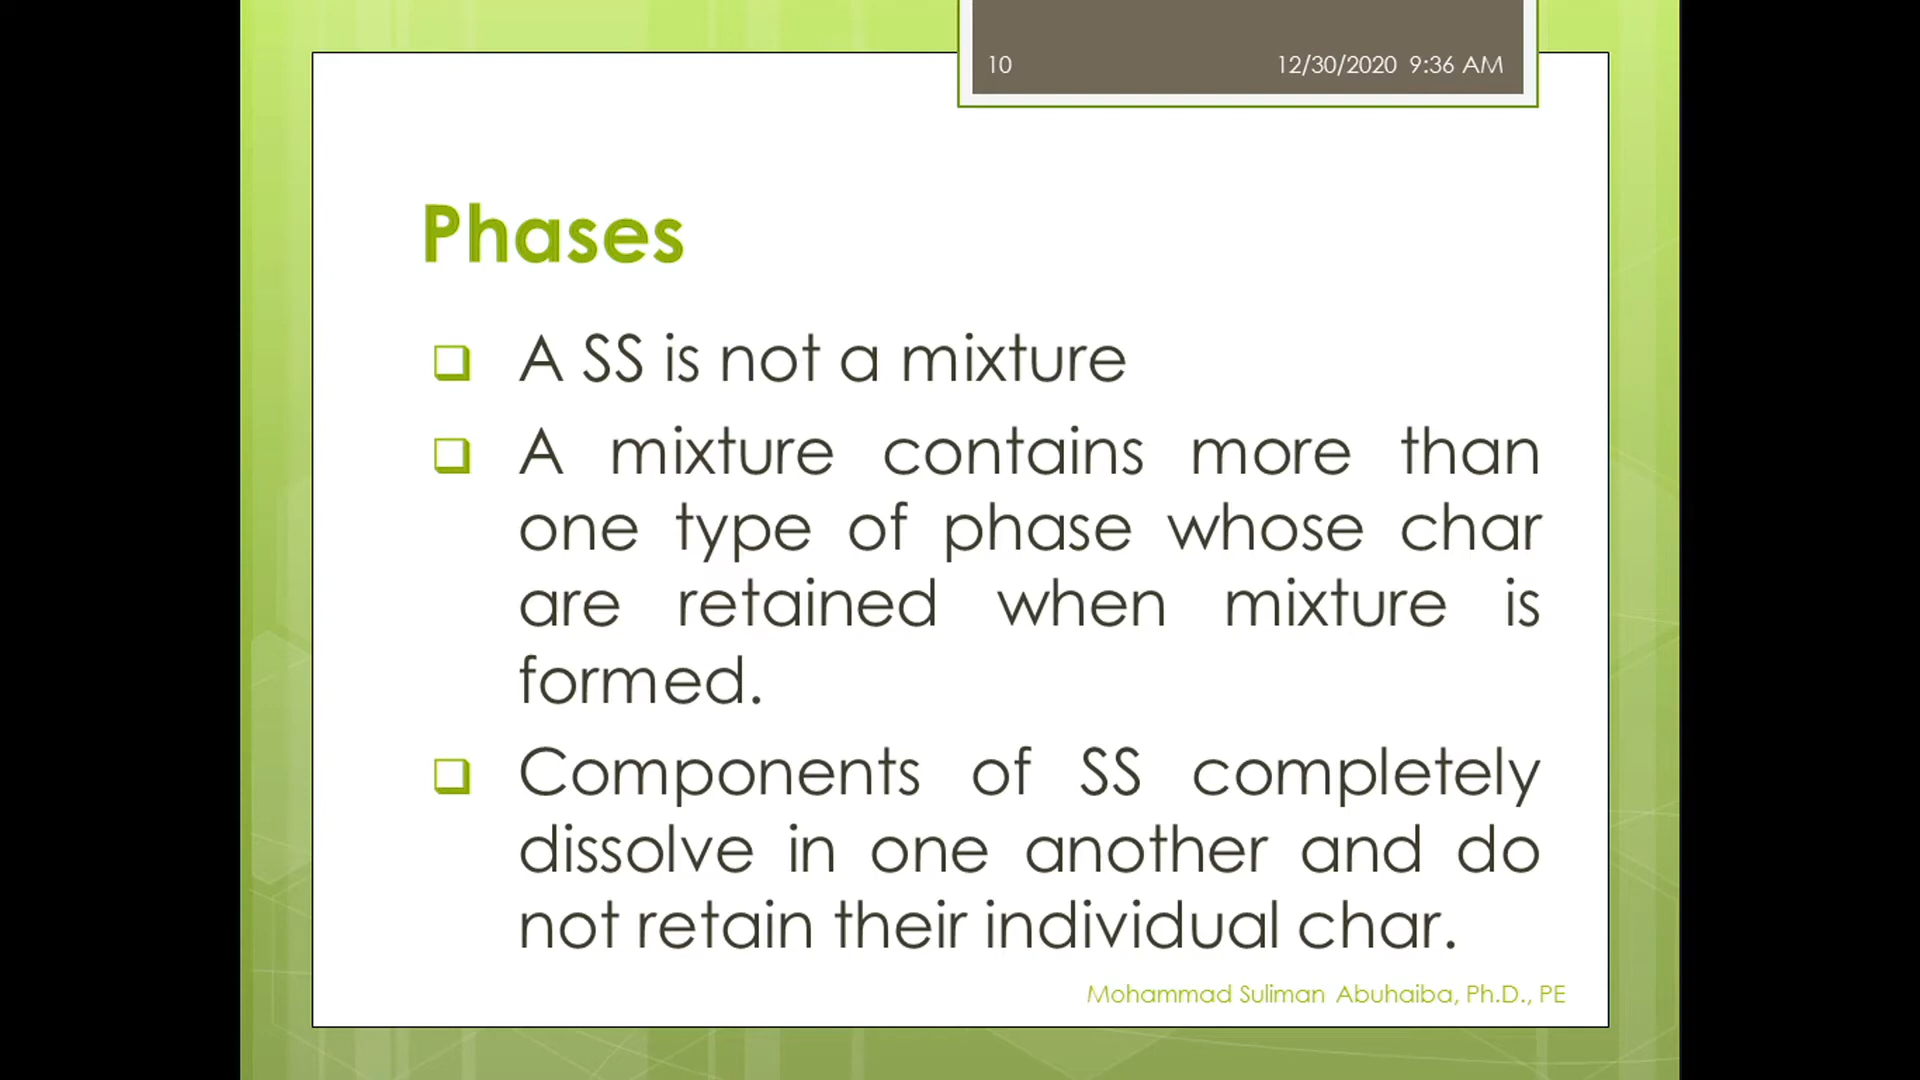 10 12/30/2020 9:36 AM
Phases
A SS is not a mixture
A mixture contains more than
one type of phase whose char
are retained when mixture is
formed.
Components of SS completely
dissolve in one another and do
not retain their individual char.
Mohammad Suliman Abuhaiba, Ph.D., PE